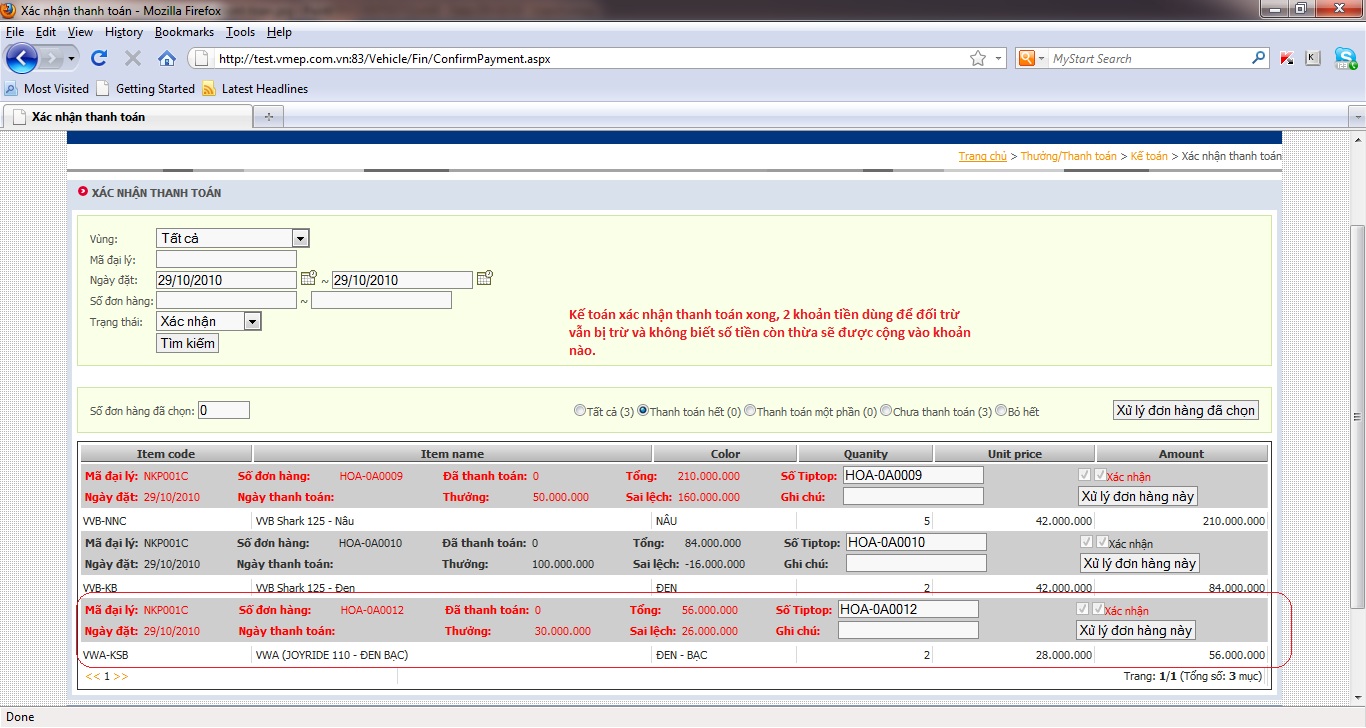 Xác nhận thanh toán - Mozilla Firefox
File Edit View History Bookmarks Tools Help
http://test.vmep.com.vn:83/Vehicle/Fin/ConfirmPayment.aspx MyStart Search
Most Visited Getting Started Latest Headlines
Xác nhận thanh toán
Trang chủ > Thưởng/Thanh toán > Kế toán > Xác nhận thanh toán
XÁC NHẬN THANH TOÁN
Vùng: Tất cả
Mã đại lý:
Ngày đặt: 29/10/2010 ~ 29/10/2010
Số đơn hàng: ~
Trạng thái: Xác nhận
Tìm kiếm
Kế toán xác nhận thanh toán xong, 2 khoản tiền dùng để đối trừ
vẫn bị trừ và không biết số tiền còn thừa sẽ được cộng vào khoản
nào.
Số đơn hàng đã chọn: 0 Tất cả (3) Thanh toán hết (0) Thanh toán một phần (0) Chưa thanh toán (3) Bỏ hết Xử lý đơn hàng đã chọn
Item code Item name Color Quanity Unit price Amount
Mã đại lý: NKP001C Số đơn hàng: HOA-0A0009 Đã thanh toán: 0 Tổng: 210.000.000 Số Tiptop: HOA-0A0009 Xác nhận
Ngày đặt: 29/10/2010 Ngày thanh toán: Thưởng: 50.000.000 Sai lệch: 160.000.000 Ghi chú: Xử lý đơn hàng này
VVB-NNC VVB Shark 125 - Nâu NÂU 5 42.000.000 210.000.000
Mã đại lý: NKP001C Số đơn hàng: HOA-0A0010 Đã thanh toán: 0 Tổng: 84.000.000 Số Tiptop: HOA-0A0010 Xác nhận
Ngày đặt: 29/10/2010 Ngày thanh toán: Thưởng: 100.000.000 Sai lệch: -16.000.000 Ghi chú: Xử lý đơn hàng này
VVB-KB VVB Shark 125 - Đen ĐEN 2 42.000.000 84.000.000
Mã đại lý: NKP001C Số đơn hàng: HOA-0A0012 Đã thanh toán: 0 Tổng: 56.000.000 Số Tiptop: HOA-0A0012 Xác nhận
Ngày đặt: 29/10/2010 Ngày thanh toán: Thưởng: 30.000.000 Sai lệch: 26.000.000 Ghi chú: Xử lý đơn hàng này
VWA-KSB VWA (JOYRIDE 110 - ĐEN BẠC) ĐEN - BẠC 2 28.000.000 56.000.000
<< 1 >> Trang: 1/1 (Tổng số: 3 mục)
Done